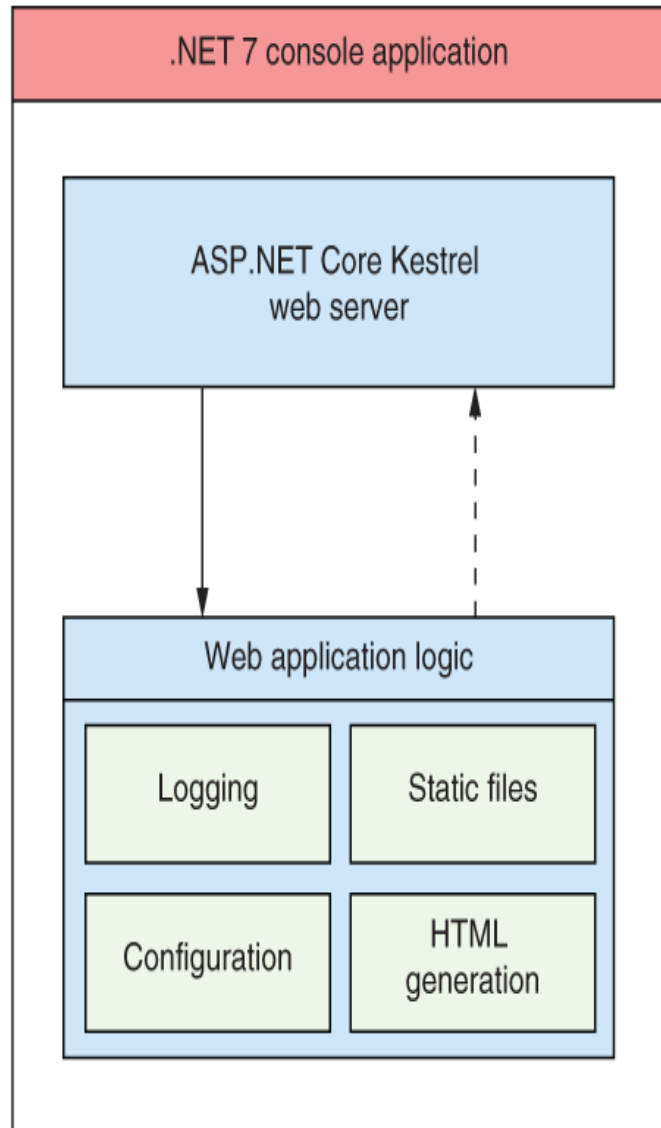 .NET 7 console application
ASP.NET Core Kestrel
web server
Web application logic
Logging
Static files
Configuration
HTML
generation